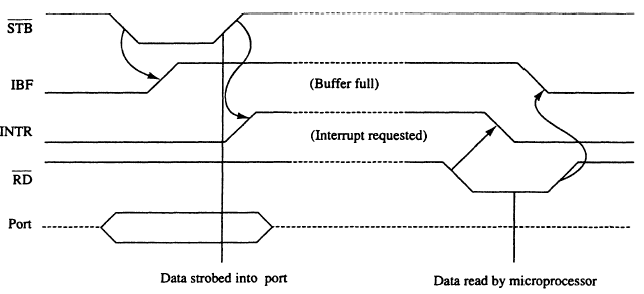 STB
IBF
(Buffer full)
INTR
(Interrupt requested)
RD
Port
Data strobed into port
Data read by microprocessor